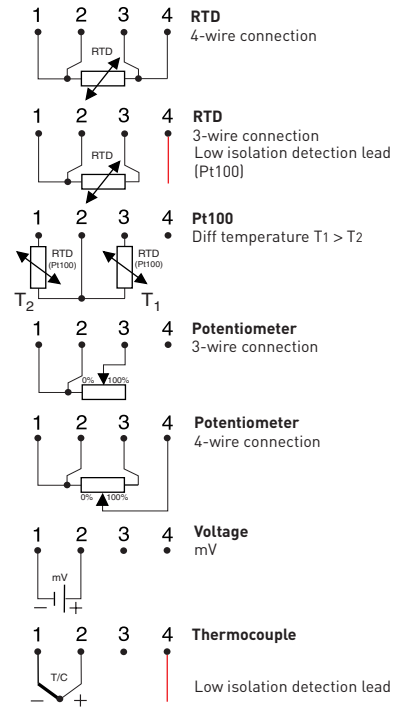 1 2 3 4 RTD
4-wire connection
RTD
1 2 3 4 RTD
3-wire connection
RTD Low isolation detection lead
(Pt100)
1 2 3 4 Pt100
Diff temperature T1 > T2
RTD RTD
(Pt100) (Pt100)
T2 T1
1 2 3 4 Potentiometer
3-wire connection
0% 100%
1 2 3 4 Potentiometer
4-wire connection
0% 100%
1 2 3 4 Voltage
mV
mV
– +
1 2 3 4 Thermocouple
T/C
– + Low isolation detection lead